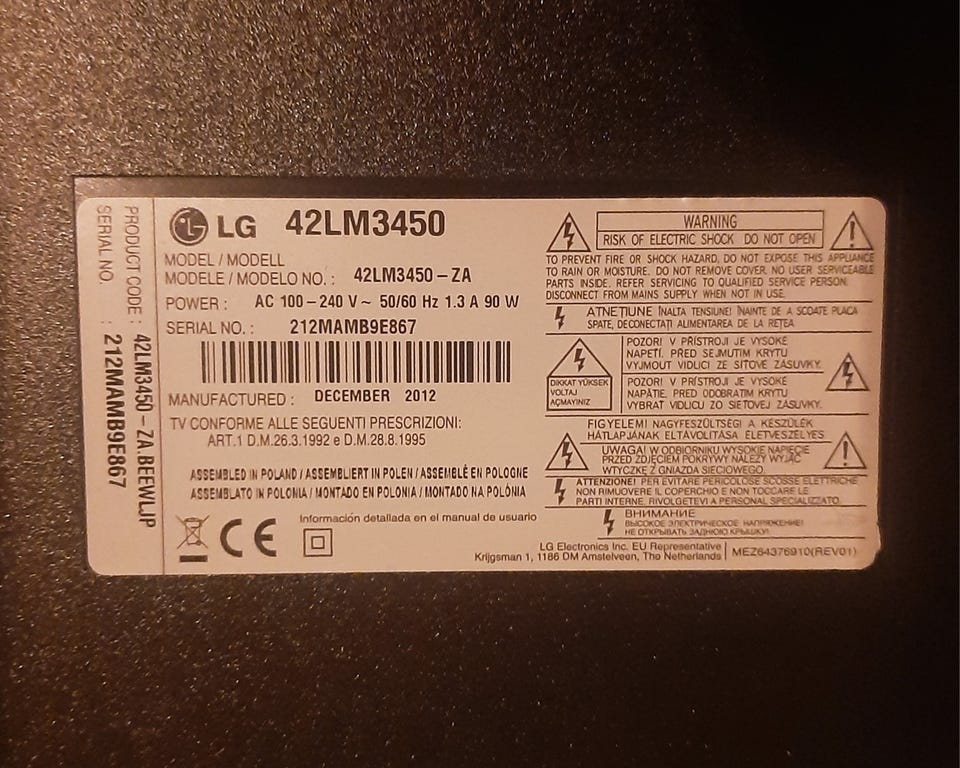 PRODUCT CODE : 42LM3450-ZA.BEEWLJP
SERIAL NO. : 212MAMB9E867
LG 42LM3450
MODEL / MODELL
MODELE / MODELO NO. : 42LM3450-ZA
POWER : AC 100-240 V~ 50/60 Hz 1.3 A 90 W
SERIAL NO. : 212MAMB9E867
MANUFACTURED : DECEMBER 2012
TV CONFORME ALLE SEGUENTI PRESCRIZIONI:
ART.1 D.M.26.3.1992 e D.M.28.8.1995
ASSEMBLED IN POLAND / ASSEMBLIERT IN POLEN / ASSEMBLÉ EN POLOGNE
ASSEMBLATO IN POLONIA / MONTADO EN POLONIA / MONTADO NA POLÓNIA
CE
Información detallada en el manual de usuario
WARNING
RISK OF ELECTRIC SHOCK DO NOT OPEN
TO PREVENT FIRE OR SHOCK HAZARD, DO NOT EXPOSE THIS APPLIANCE
TO RAIN OR MOISTURE. DO NOT REMOVE COVER. NO USER SERVICEABLE
PARTS INSIDE. REFER SERVICING TO QUALIFIED SERVICE PERSON.
DISCONNECT FROM MAINS SUPPLY WHEN NOT IN USE.
ATNEŢIUNE ÎNALTA TENSIUNE! ÎNAINTE DE A SCOATE PLACA
SPATE, DECONECTAŢI ALIMENTAREA DE LA REŢEA
DIKKAT YÜKSEK
VOLTAJ
AÇMAYINIZ
POZOR! V PŘÍSTROJI JE VYSOKÉ
NAPĚTÍ. PŘED SEJMUTÍM KRYTU
VYJMOUT VIDLICI ZE SÍŤOVÉ ZÁSUVKY.
POZOR! V PRÍSTROJI JE VYSOKÉ
NAPÄTIE. PRED ODOBRATÍM KRYTU
VYBRAŤ VIDLICU ZO SIEŤOVEJ ZÁSUVKY.
FIGYELEM! NAGYFESZÜLTSÉG! A KÉSZÜLÉK
HÁTLAPJÁNAK ELTÁVOLÍTÁSA ÉLETVESZÉLYES
UWAGA! W ODBIORNIKU WYSOKIE NAPIĘCIE
PRZED ZDJĘCIEM POKRYWY NALEŻY WYJĄĆ
WTYCZKĘ Z GNIAZDA SIECIOWEGO.
ATTENZIONE! PER EVITARE PERICOLOSE SCOSSE ELETTRICHE
NON RIMUOVERE IL COPERCHIO E NON TOCCARE LE
PARTI INTERNE, RIVOLGETEVI A PERSONAL SPECIALIZZATO.
ВНИМАНИЕ
ВЫСОКОЕ ЭЛЕКТРИЧЕСКОЕ НАПРЯЖЕНИЕ!
НЕ ОТКРЫВАТЬ ЗАДНЮЮ КРЫШКУ!
LG Electronics Inc. EU Representative
Krijgsman 1, 1186 DM Amstelveen, The Netherlands
MEZ64376910(REV01)